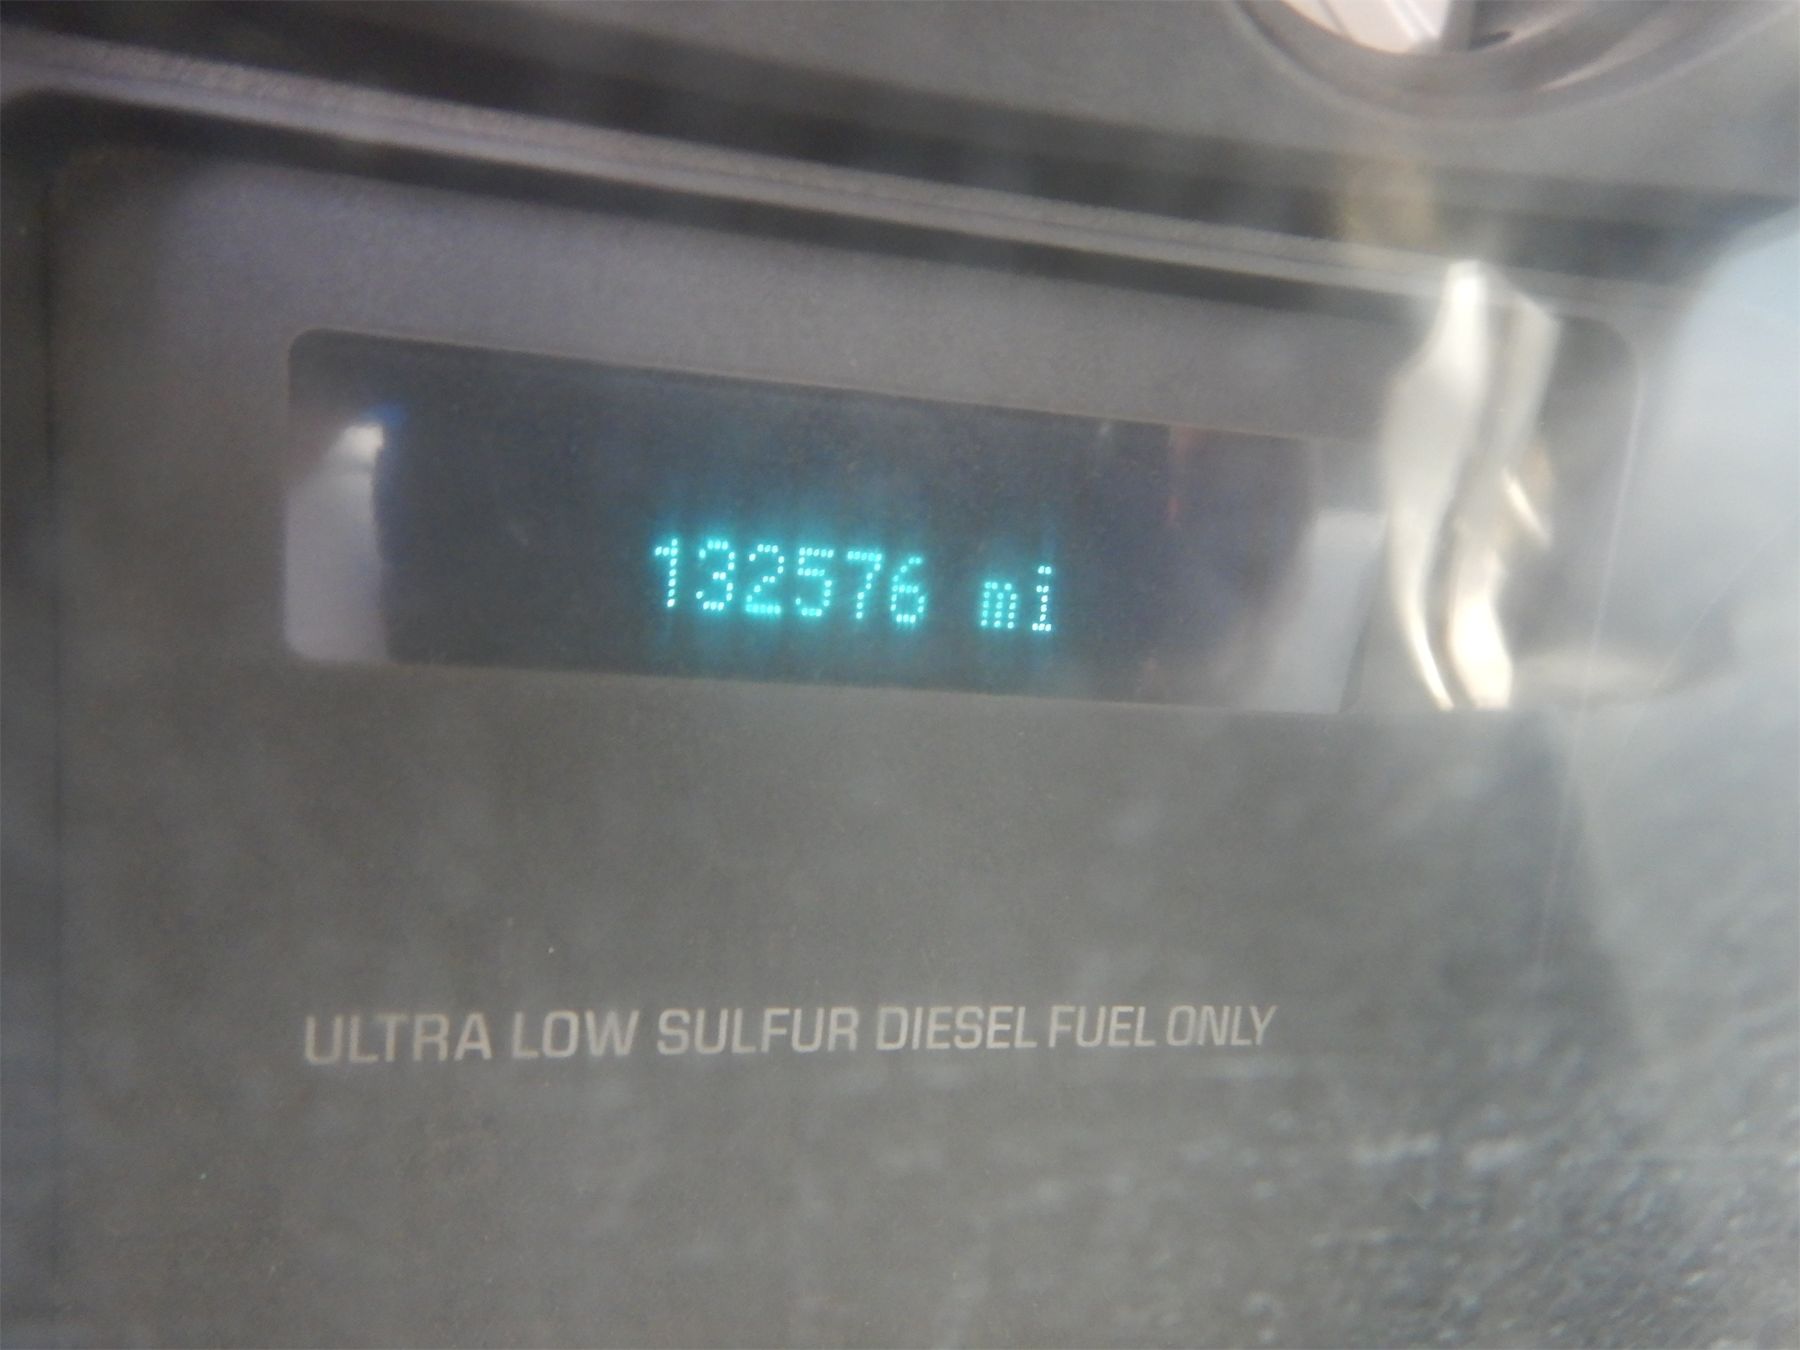 132576 mi
ULTRA LOW SULFUR DIESEL FUEL ONLY